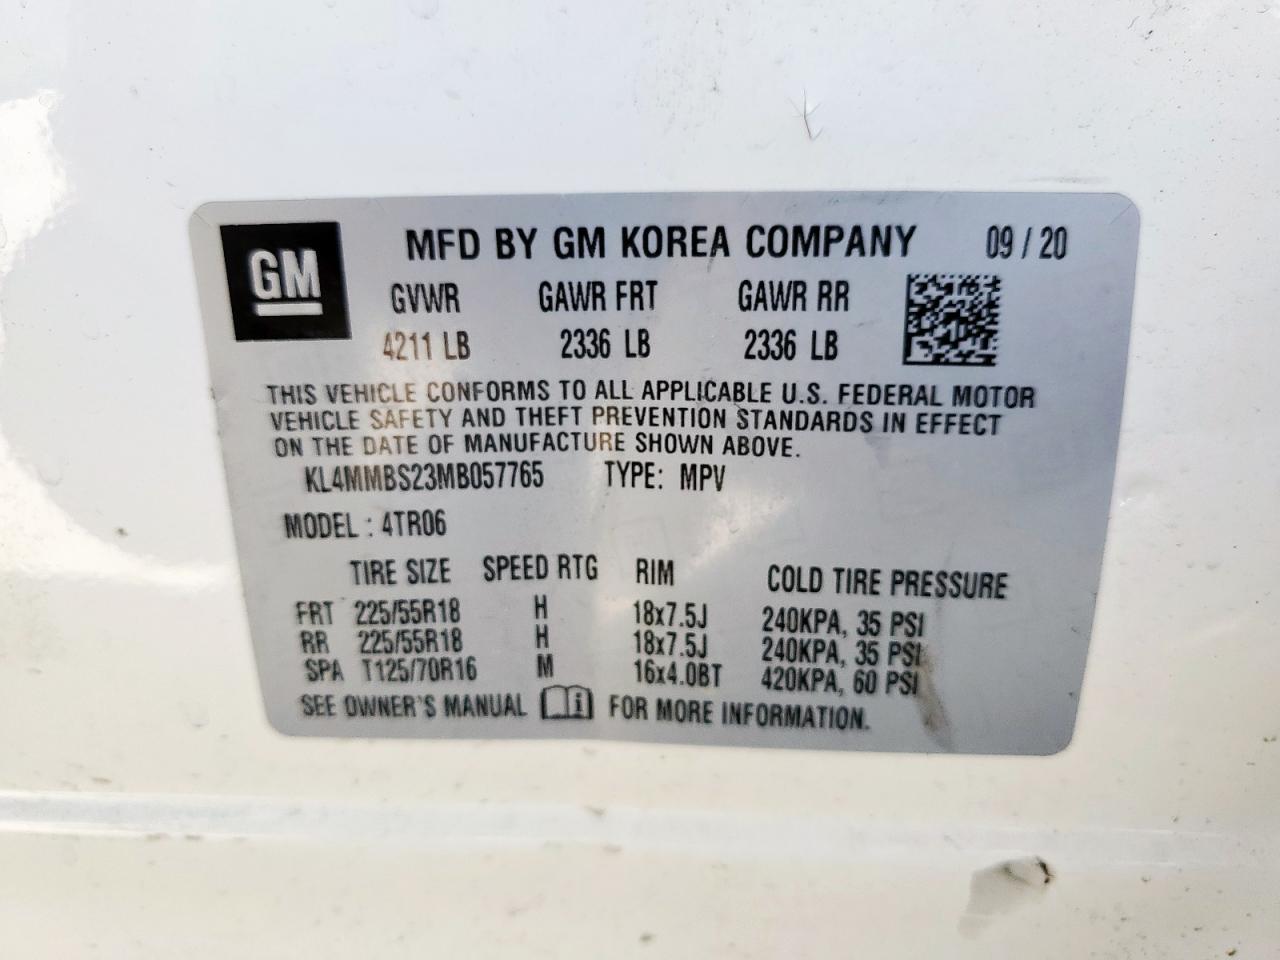 GM
MFD BY GM KOREA COMPANY 09 / 20
GVWR GAWR FRT GAWR RR
4211 LB 2336 LB 2336 LB
THIS VEHICLE CONFORMS TO ALL APPLICABLE U.S. FEDERAL MOTOR
VEHICLE SAFETY AND THEFT PREVENTION STANDARDS IN EFFECT
ON THE DATE OF MANUFACTURE SHOWN ABOVE.
KL4MMBS23MB057765 TYPE: MPV
MODEL : 4TR06
TIRE SIZE SPEED RTG RIM COLD TIRE PRESSURE
FRT 225/55R18 H 18x7.5J 240KPA, 35 PSI
RR 225/55R18 H 18x7.5J 240KPA, 35 PSI
SPA T125/70R16 M 16x4.0BT 420KPA, 60 PSI
SEE OWNER'S MANUAL i FOR MORE INFORMATION.